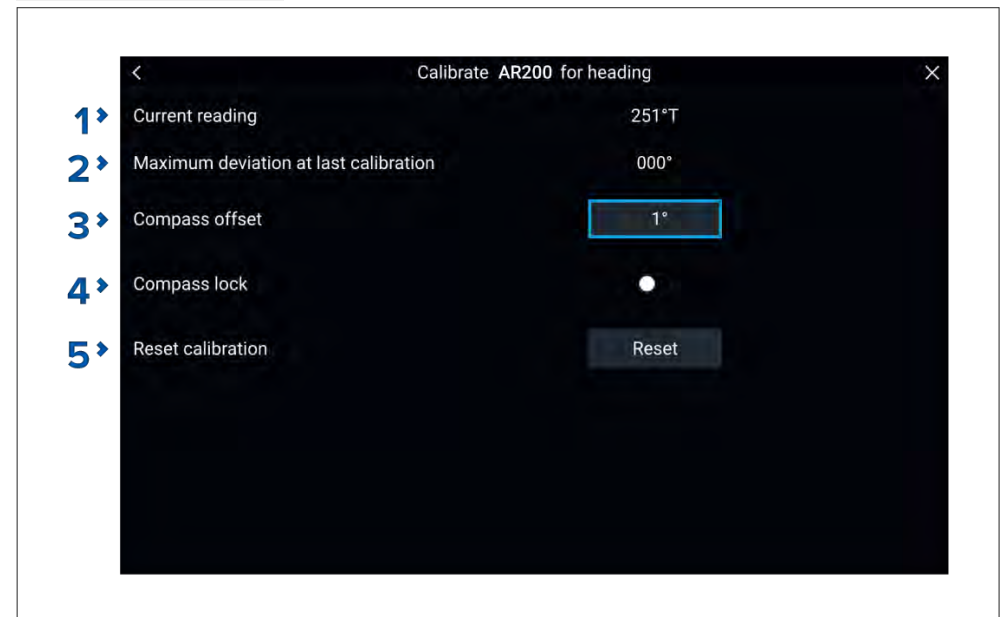 Calibrate AR200 for heading
1 Current reading 251°T
2 Maximum deviation at last calibration 000°
3 Compass offset 1°
4 Compass lock
5 Reset calibration Reset